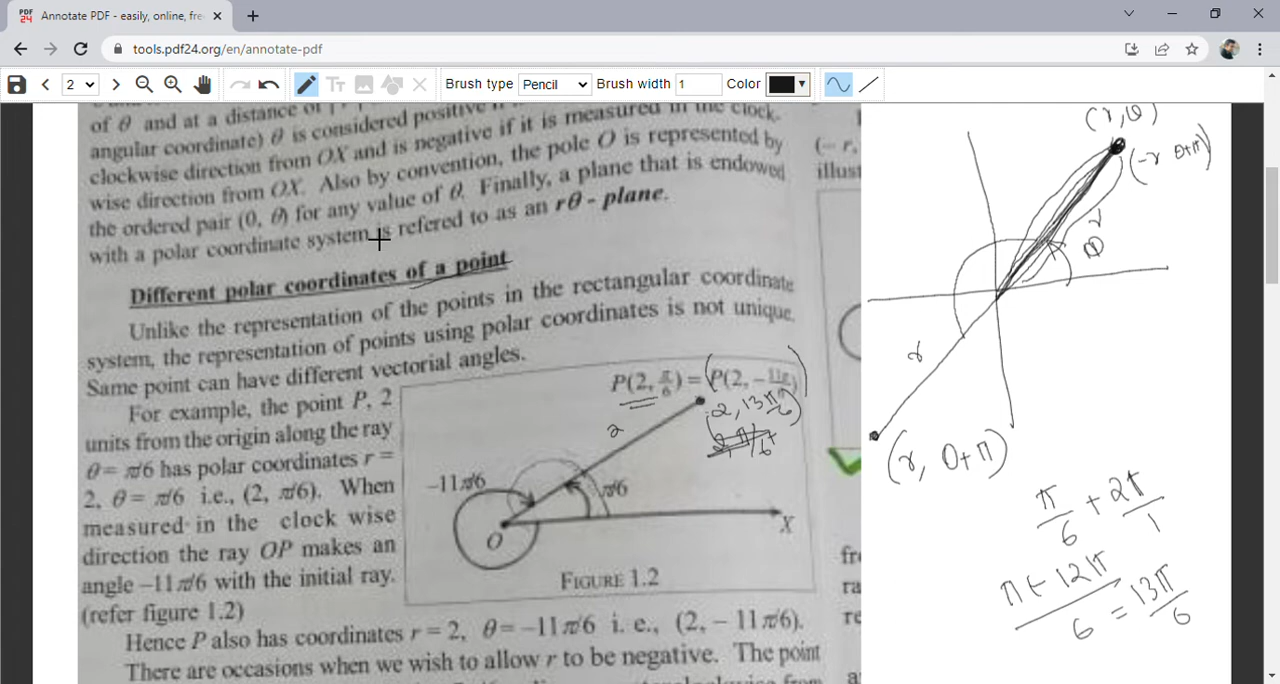 Annotate PDF - easily, online, fre
tools.pdf24.org/en/annotate-pdf
2
Brush type Pencil Brush width 1 Color
of θ and at a distance of
angular coordinate) θ is considered positive
clockwise direction from OX and is negative if it is measured in the clock.
wise direction from OX. Also by convention, the pole O is represented by
the ordered pair (0, θ) for any value of θ. Finally, a plane that is endowed
with a polar coordinate system is refered to as an rθ - plane.
Different polar coordinates of a point
Unlike the representation of the points in the rectangular coordinate
system, the representation of points using polar coordinates is not unique.
Same point can have different vectorial angles.
For example, the point P, 2
units from the origin along the ray
θ = π/6 has polar coordinates r =
2, θ = π/6 i.e., (2, π/6). When
measured in the clock wise
direction the ray OP makes an
angle –11π/6 with the initial ray.
(refer figure 1.2)
P(2, π/6) = (P(2, –11π/6)
2, 13π/6)
2
–11π/6
π/6
O
X
FIGURE 1.2
Hence P also has coordinates r = 2, θ = –11π/6 i. e., (2, – 11π/6).
There are occasions when we wish to allow r to be negative. The point
(– r,
illust
fr
ra
re
(r, θ)
(-r θ+π)
r
θ
r
(r, θ+π)
π/6 + 2π/1
π + 12π/6 = 13π/6